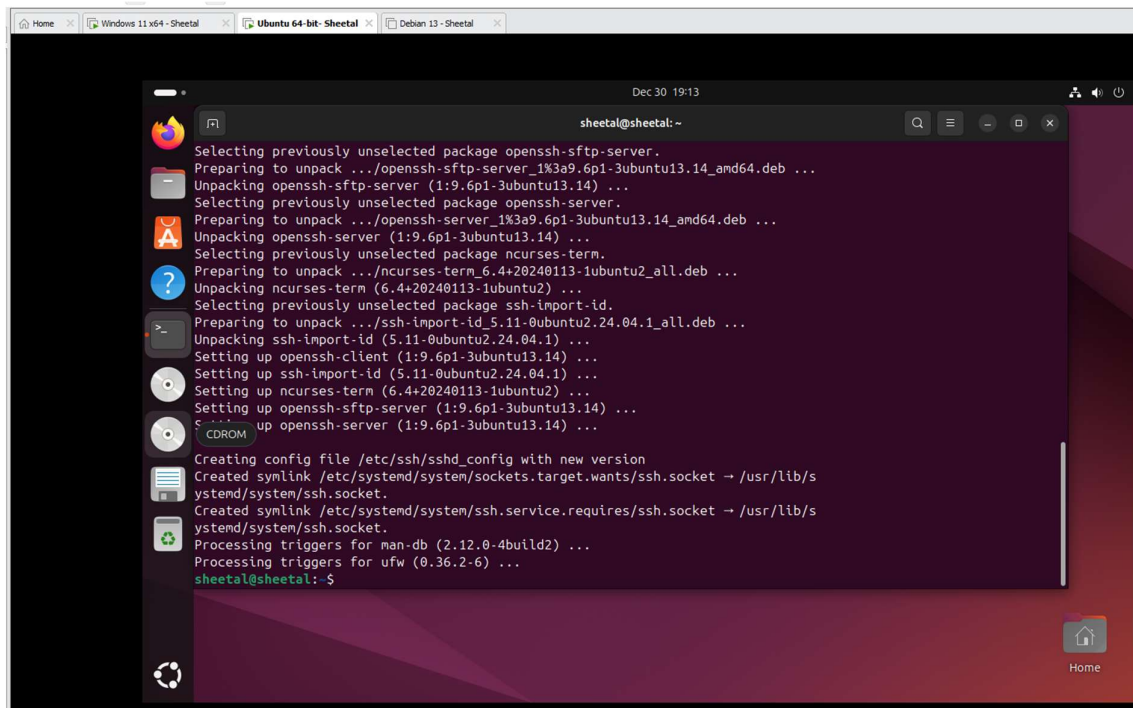 Home
Windows 11 x64 - Sheetal
Ubuntu 64-bit- Sheetal
Debian 13 - Sheetal
Dec 30 19:13
sheetal@sheetal: ~
Selecting previously unselected package openssh-sftp-server.
Preparing to unpack .../openssh-sftp-server_1%3a9.6p1-3ubuntu13.14_amd64.deb ...
Unpacking openssh-sftp-server (1:9.6p1-3ubuntu13.14) ...
Selecting previously unselected package openssh-server.
Preparing to unpack .../openssh-server_1%3a9.6p1-3ubuntu13.14_amd64.deb ...
Unpacking openssh-server (1:9.6p1-3ubuntu13.14) ...
Selecting previously unselected package ncurses-term.
Preparing to unpack .../ncurses-term_6.4+20240113-1ubuntu2_all.deb ...
Unpacking ncurses-term (6.4+20240113-1ubuntu2) ...
Selecting previously unselected package ssh-import-id.
Preparing to unpack .../ssh-import-id_5.11-0ubuntu2.24.04.1_all.deb ...
Unpacking ssh-import-id (5.11-0ubuntu2.24.04.1) ...
Setting up openssh-client (1:9.6p1-3ubuntu13.14) ...
Setting up ssh-import-id (5.11-0ubuntu2.24.04.1) ...
Setting up ncurses-term (6.4+20240113-1ubuntu2) ...
Setting up openssh-sftp-server (1:9.6p1-3ubuntu13.14) ...
up openssh-server (1:9.6p1-3ubuntu13.14) ...
CDROM
Creating config file /etc/ssh/sshd_config with new version
Created symlink /etc/systemd/system/sockets.target.wants/ssh.socket → /usr/lib/s
ystemd/system/ssh.socket.
Created symlink /etc/systemd/system/ssh.service.requires/ssh.socket → /usr/lib/s
ystemd/system/ssh.socket.
Processing triggers for man-db (2.12.0-4build2) ...
Processing triggers for ufw (0.36.2-6) ...
sheetal@sheetal:~$
Home